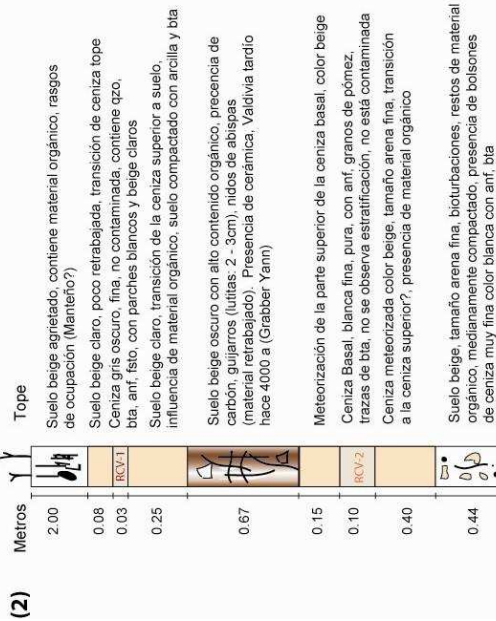 (2)
Metros
Tope
2.00
Suelo beige agrietado, contiene material orgánico, rasgos
de ocupación (Manteño?)
0.08
Suelo beige claro, poco retrabajada, transición de ceniza tope
0.03
RCV-1
Ceniza gris oscuro, fina, no contaminada, contiene qzo,
bta, anf, fsto, con parches blancos y beige claros
0.25
Suelo beige claro, transición de la ceniza superior a suelo,
influencia de material orgánico, suelo compactado con arcilla y bta
0.67
Suelo beige oscuro con alto contenido orgánico, precencia de
carbón, guijarros (lutitas: 2 - 3cm), nidos de abispas
(material retrabajado). Presencia de cerámica, Valdivia tardio
hace 4000 a (Grabber Yann)
0.15
Meteorización de la parte superior de la ceniza basal, color beige
0.10
RCV-2
Ceniza Basal, blanca fina, pura, con anf, granos de pómez,
trazas de bta, no se observa estratificación, no está contaminada
0.40
Ceniza meteorizada color beige, tamaño arena fina, transición
a la ceniza superior?, presencia de material orgánico
0.44
Suelo beige, tamaño arena fina, bioturbaciones, restos de material
orgánico, medianamente compactado, presencia de bolsones
de ceniza muy fina color blanca con anf, bta